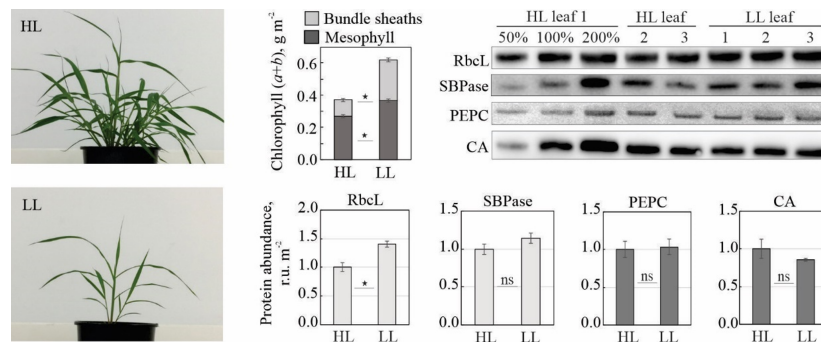 HL
LL
Bundle sheaths
Mesophyll
Chlorophyll (a+b), g m⁻²
0.6
0.4
0.2
0.0
★
★
HL LL
HL leaf 1 HL leaf LL leaf
50% 100% 200% 2 3 1 2 3
RbcL
SBPase
PEPC
CA
Protein abundance,
r.u. m⁻²
RbcL
2.0
1.5
1.0
0.5
0.0
★
HL LL
SBPase
1.5
1.0
0.5
0.0
ns
HL LL
PEPC
1.5
1.0
0.5
0.0
ns
HL LL
CA
1.5
1.0
0.5
0.0
ns
HL LL